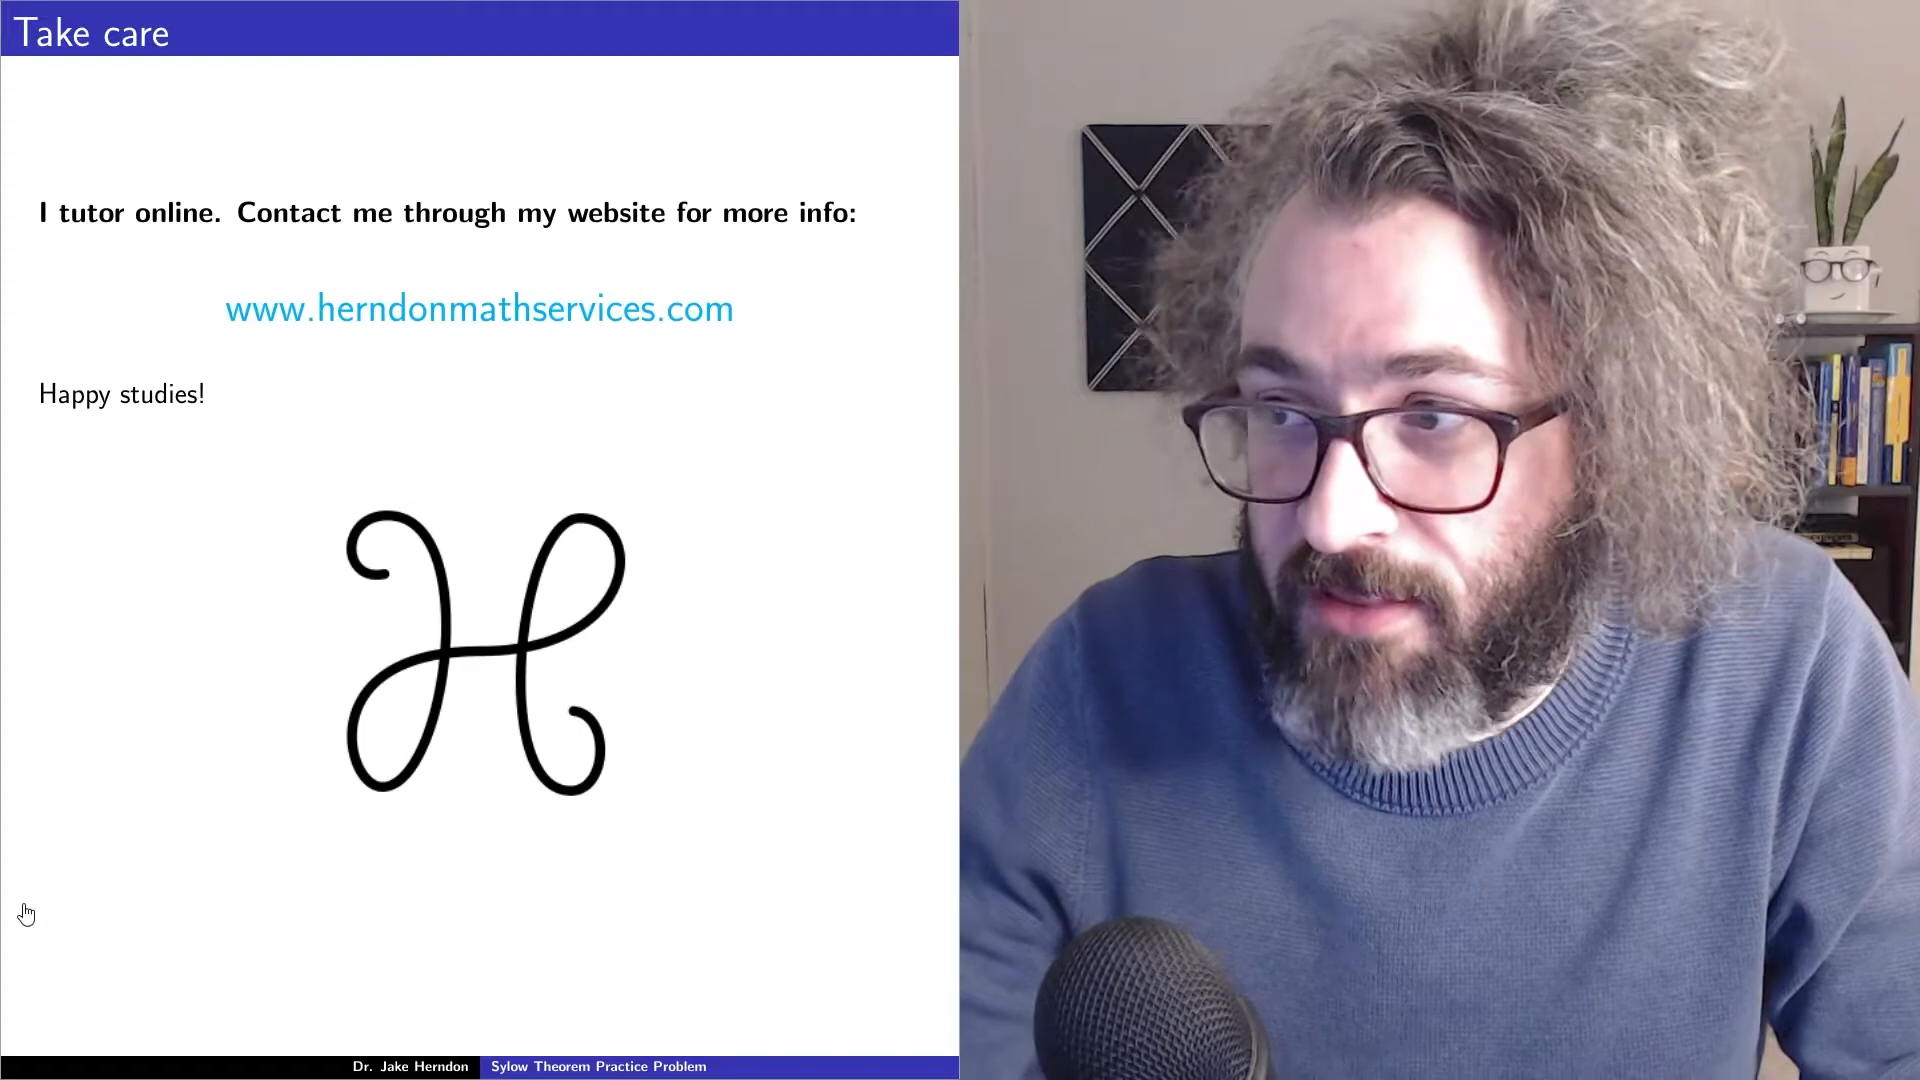 Take care
I tutor online. Contact me through my website for more info:
www.herndonmathservices.com
Happy studies!
Dr. Jake Herndon
Sylow Theorem Practice Problem